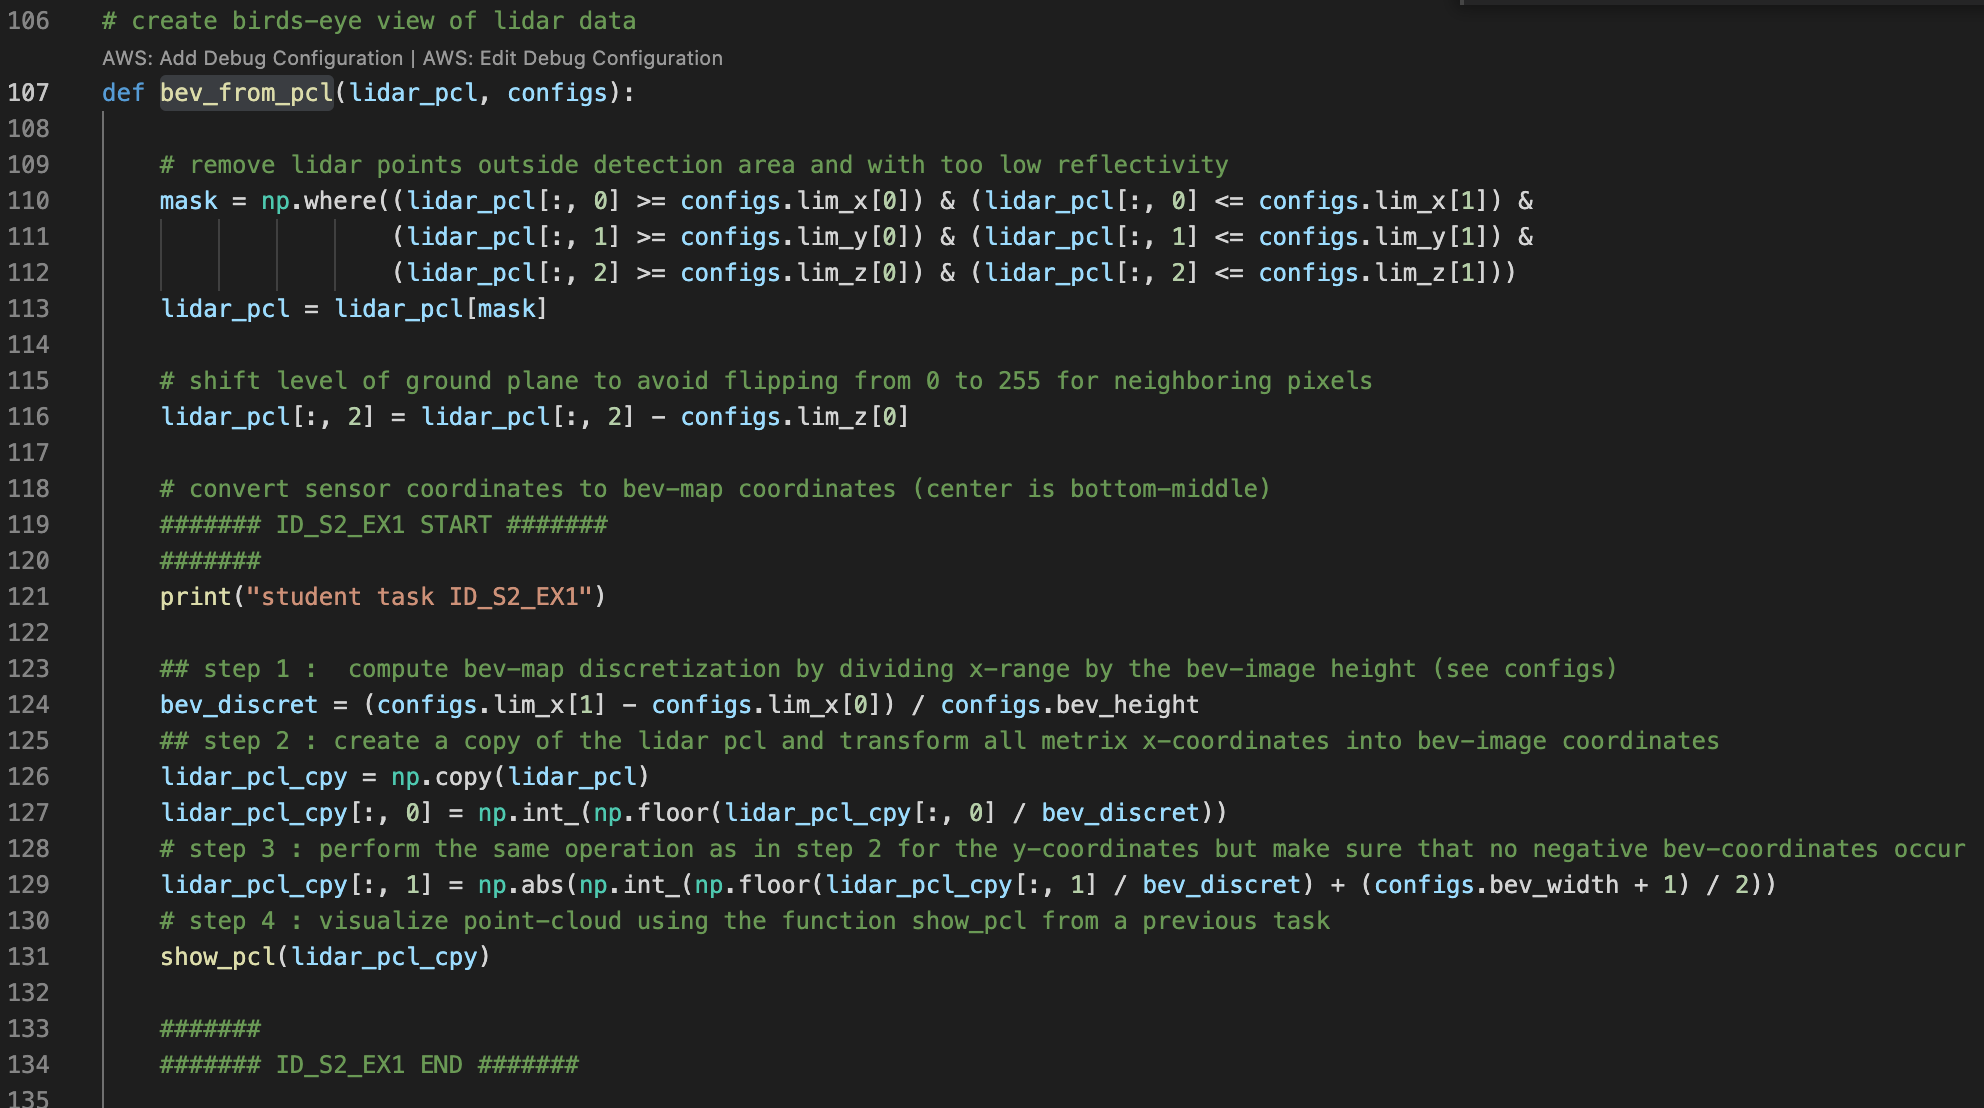 106 # create birds-eye view of lidar data
AWS: Add Debug Configuration | AWS: Edit Debug Configuration
107 def bev_from_pcl(lidar_pcl, configs):
108
109     # remove lidar points outside detection area and with too low reflectivity
110     mask = np.where((lidar_pcl[:, 0] >= configs.lim_x[0]) & (lidar_pcl[:, 0] <= configs.lim_x[1]) &
111                     (lidar_pcl[:, 1] >= configs.lim_y[0]) & (lidar_pcl[:, 1] <= configs.lim_y[1]) &
112                     (lidar_pcl[:, 2] >= configs.lim_z[0]) & (lidar_pcl[:, 2] <= configs.lim_z[1]))
113     lidar_pcl = lidar_pcl[mask]
114
115     # shift level of ground plane to avoid flipping from 0 to 255 for neighboring pixels
116     lidar_pcl[:, 2] = lidar_pcl[:, 2] - configs.lim_z[0]
117
118     # convert sensor coordinates to bev-map coordinates (center is bottom-middle)
119     ####### ID_S2_EX1 START #######
120     #######
121     print("student task ID_S2_EX1")
122
123     ## step 1 :  compute bev-map discretization by dividing x-range by the bev-image height (see configs)
124     bev_discret = (configs.lim_x[1] - configs.lim_x[0]) / configs.bev_height
125     ## step 2 : create a copy of the lidar pcl and transform all metrix x-coordinates into bev-image coordinates
126     lidar_pcl_cpy = np.copy(lidar_pcl)
127     lidar_pcl_cpy[:, 0] = np.int_(np.floor(lidar_pcl_cpy[:, 0] / bev_discret))
128     # step 3 : perform the same operation as in step 2 for the y-coordinates but make sure that no negative bev-coordinates occur
129     lidar_pcl_cpy[:, 1] = np.abs(np.int_(np.floor(lidar_pcl_cpy[:, 1] / bev_discret) + (configs.bev_width + 1) / 2))
130     # step 4 : visualize point-cloud using the function show_pcl from a previous task
131     show_pcl(lidar_pcl_cpy)
132
133     #######
134     ####### ID_S2_EX1 END #######
135